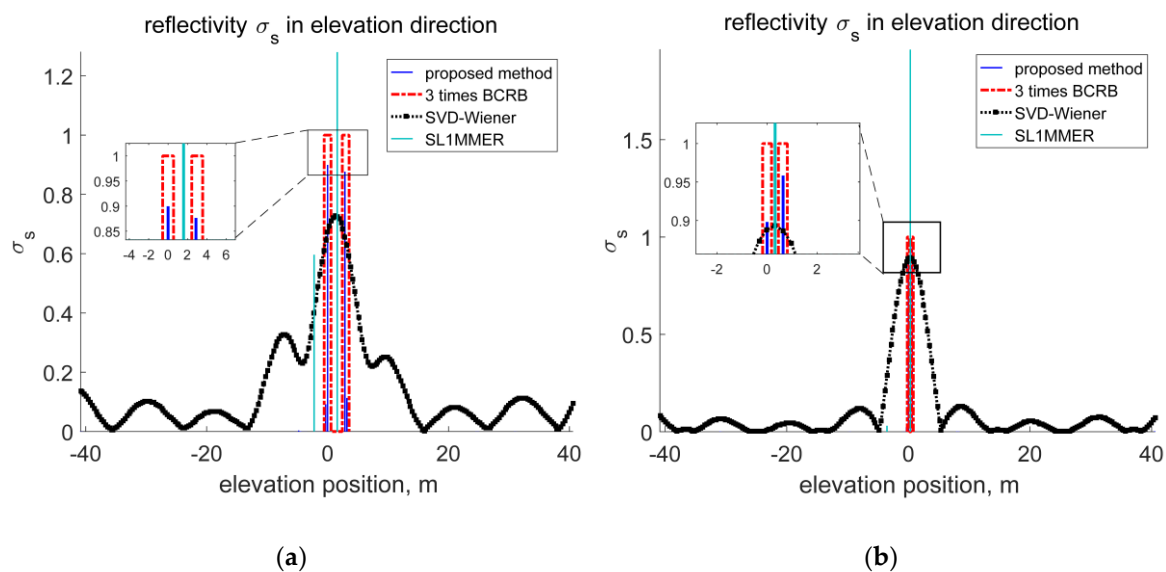 reflectivity σs in elevation direction
1.2
1
0.8
0.6
0.4
0.2
0
σs
-40 -20 0 20 40
elevation position, m
proposed method
3 times BCRB
SVD-Wiener
SL1MMER
1
0.95
0.9
0.85
-4 -2 0 2 4 6
(a)
reflectivity σs in elevation direction
1.5
1
0.5
0
σs
-40 -20 0 20 40
elevation position, m
proposed method
3 times BCRB
SVD-Wiener
SL1MMER
1
0.95
0.9
-2 0 2
(b)